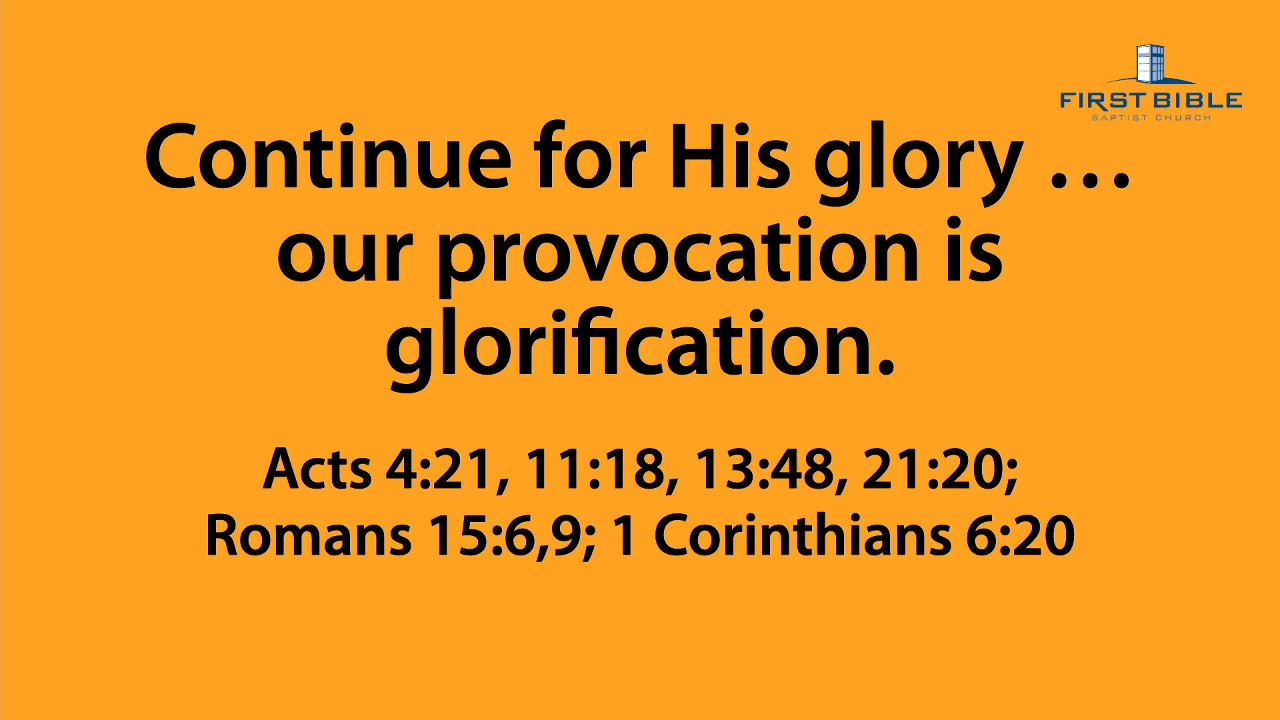 FIRST BIBLE
BAPTIST CHURCH
Continue for His glory …
our provocation is
glorification.
Acts 4:21, 11:18, 13:48, 21:20;
Romans 15:6,9; 1 Corinthians 6:20